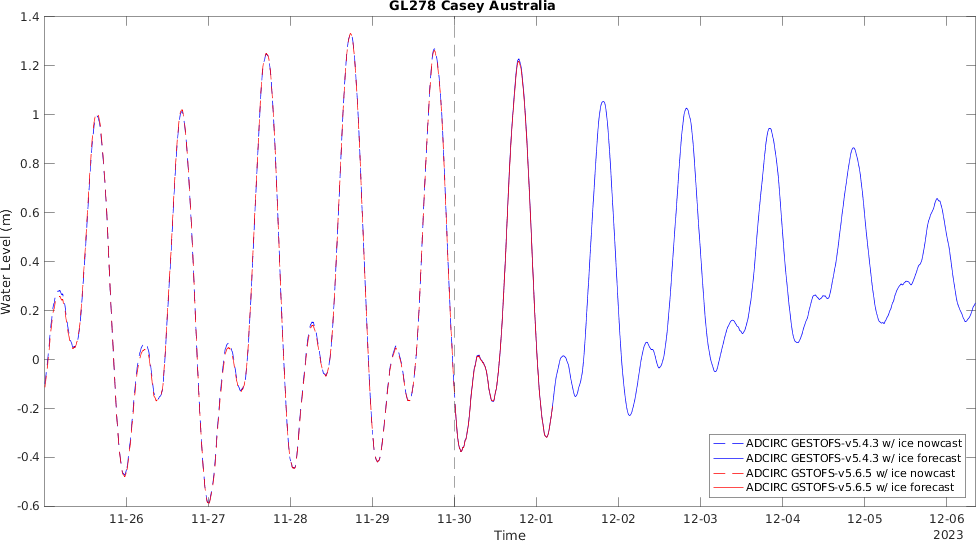 GL278 Casey Australia
1.4
1.2
1
0.8
0.6
0.4
0.2
0
-0.2
-0.4
-0.6
Water Level (m)
11-26 11-27 11-28 11-29 11-30 12-01 12-02 12-03 12-04 12-05 12-06
2023
Time
ADCIRC GESTOFS-v5.4.3 w/ ice nowcast
ADCIRC GESTOFS-v5.4.3 w/ ice forecast
ADCIRC GSTOFS-v5.6.5 w/ ice nowcast
ADCIRC GSTOFS-v5.6.5 w/ ice forecast